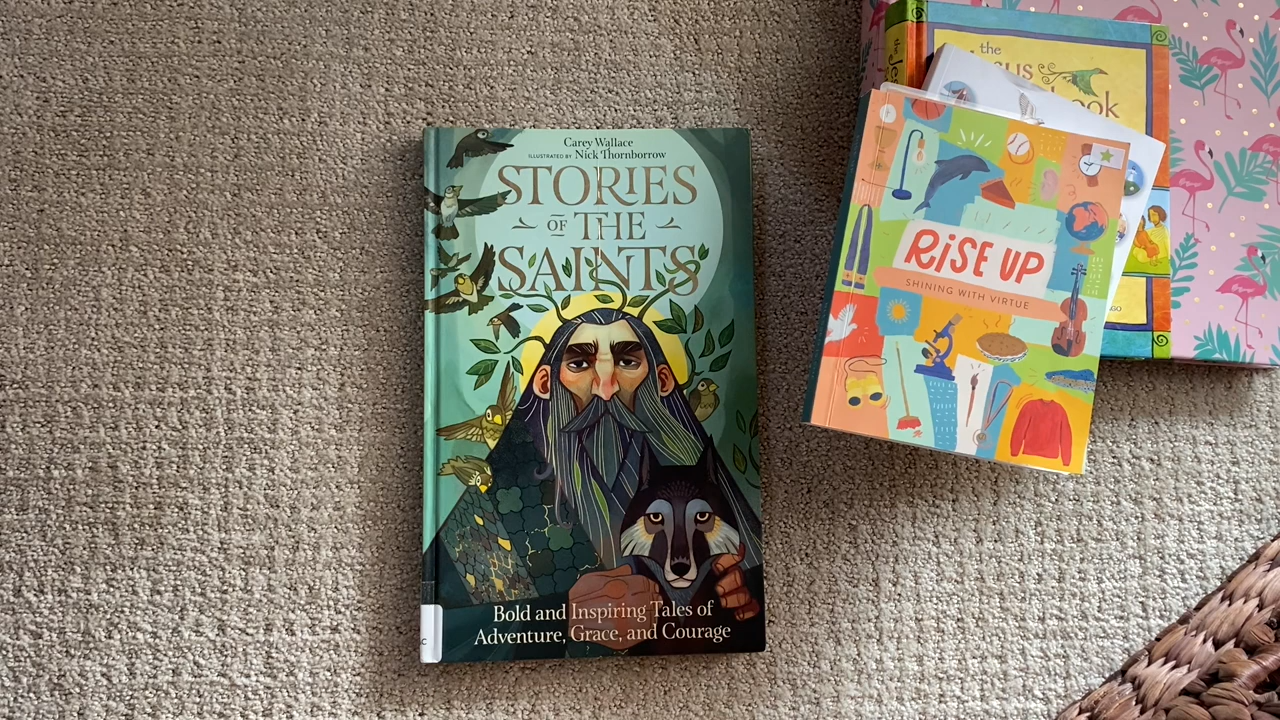 Carey Wallace
ILLUSTRATED BY Nick Thornborrow
STORIES
OF THE
SAINTS
Bold and Inspiring Tales of
Adventure, Grace, and Courage
the
RISE UP
SHINING WITH VIRTUE
the